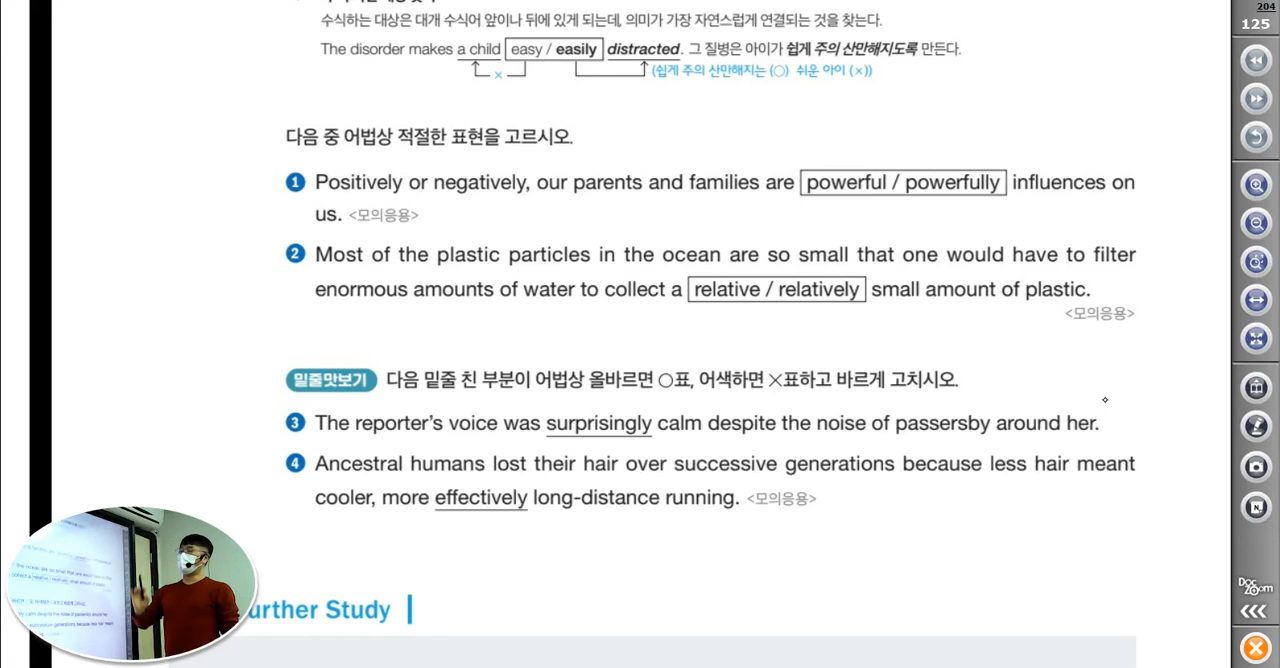 수식하는 대상은 대개 수식어 앞이나 뒤에 있게 되는데, 의미가 가장 자연스럽게 연결되는 것을 찾는다.
The disorder makes a child easy / easily distracted. 그 질병은 아이가 쉽게 주의 산만해지도록 만든다.
× (쉽게 주의 산만해지는 (○) 쉬운 아이 (×))
다음 중 어법상 적절한 표현을 고르시오.
1 Positively or negatively, our parents and families are powerful / powerfully influences on
us. <모의응용>
2 Most of the plastic particles in the ocean are so small that one would have to filter
enormous amounts of water to collect a relative / relatively small amount of plastic.
<모의응용>
밑줄맛보기 다음 밑줄 친 부분이 어법상 올바르면 ○표, 어색하면 ×표하고 바르게 고치시오.
3 The reporter's voice was surprisingly calm despite the noise of passersby around her.
4 Ancestral humans lost their hair over successive generations because less hair meant
cooler, more effectively long-distance running. <모의응용>
urther Study
204
125
Doc Zoom